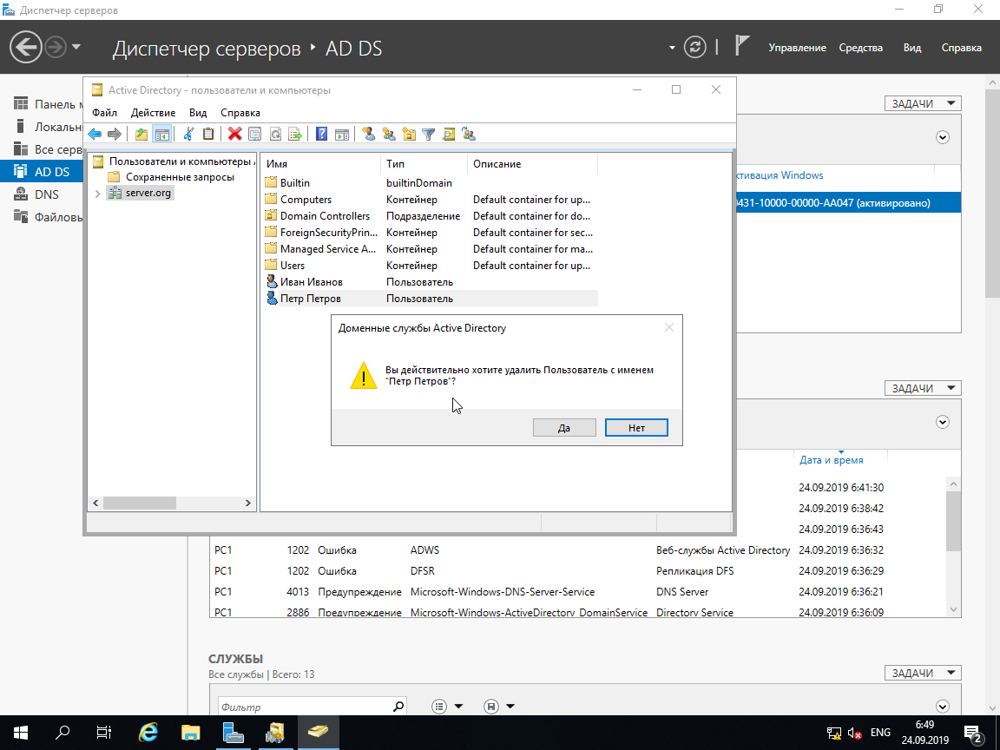 Диспетчер серверов
Диспетчер серверов AD DS
Управление Средства Вид Справка
Панель
Локальн
Все серв
AD DS
DNS
Файловы
ЗАДАЧИ
ктивация Windows
0431-10000-00000-AA047 (активировано)
Active Directory - пользователи и компьютеры
Файл Действие Вид Справка
Пользователи и компьютеры
Сохраненные запросы
server.org
Имя Тип Описание
Builtin builtinDomain
Computers Контейнер Default container for up...
Domain Controllers Подразделение Default container for do...
ForeignSecurityPrin... Контейнер Default container for sec...
Managed Service A... Контейнер Default container for ma...
Users Контейнер Default container for up...
Иван Иванов Пользователь
Петр Петров Пользователь
Доменные службы Active Directory
Вы действительно хотите удалить Пользователь с именем
"Петр Петров"?
Да Нет
ЗАДАЧИ
Дата и время
24.09.2019 6:41:30
24.09.2019 6:38:42
24.09.2019 6:36:43
PC1 1202 Ошибка ADWS Веб-службы Active Directory 24.09.2019 6:36:32
PC1 1202 Ошибка DFSR Репликация DFS 24.09.2019 6:36:29
PC1 4013 Предупреждение Microsoft-Windows-DNS-Server-Service DNS Server 24.09.2019 6:36:21
PC1 2886 Предупреждение Microsoft-Windows-ActiveDirectory_DomainService Directory Service 24.09.2019 6:36:09
СЛУЖБЫ
Все службы | Всего: 13
ЗАДАЧИ
Фильтр
ENG
6:49
24.09.2019
2